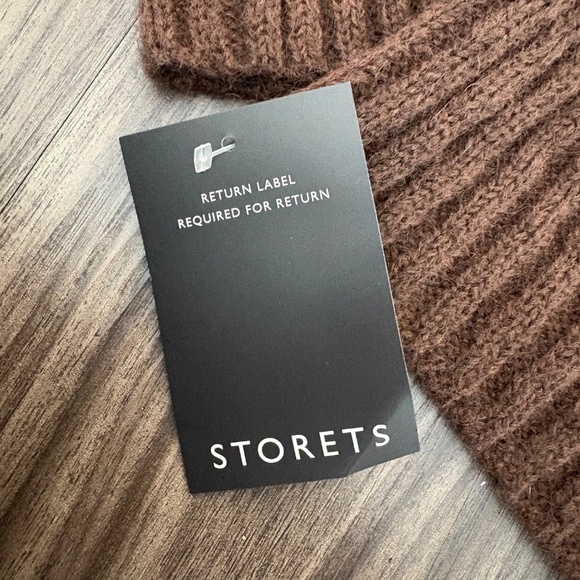 RETURN LABEL
REQUIRED FOR RETURN
STORETS